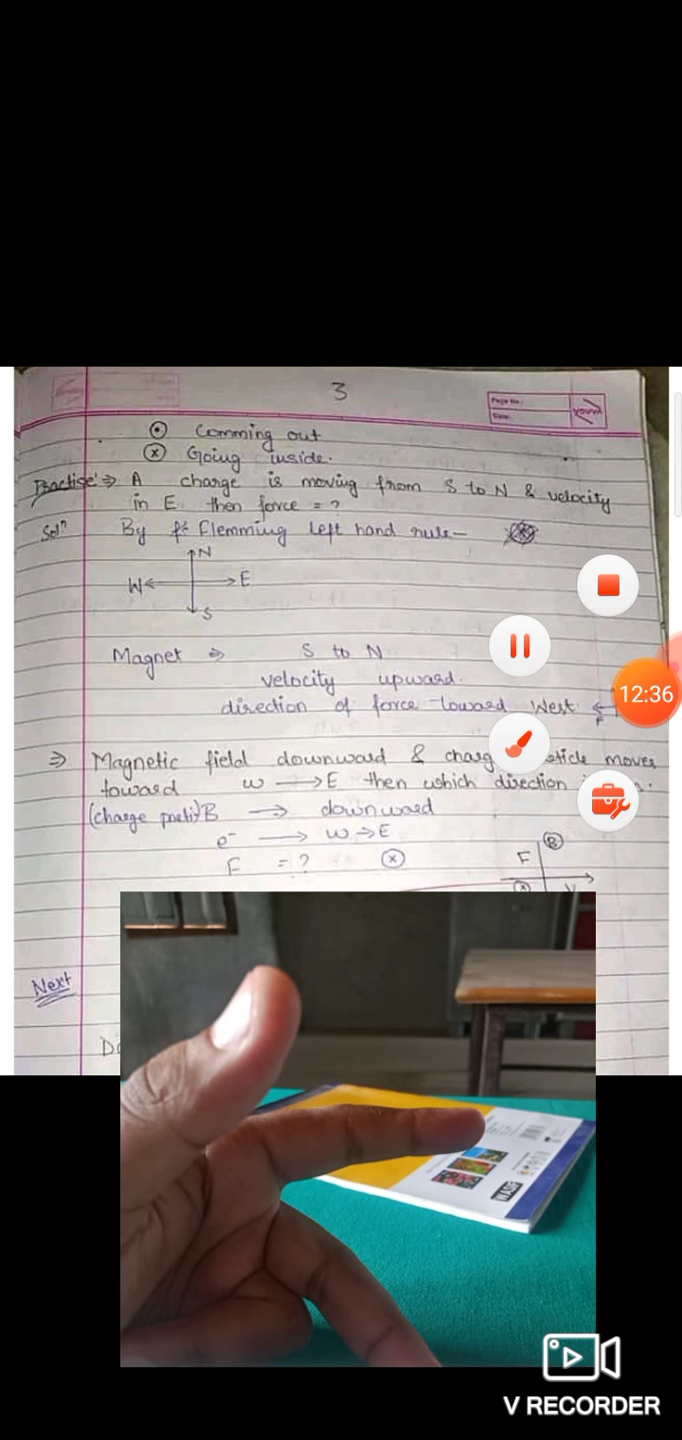 3
Page No.:
Date:
YOUVA
⊙ Comming out
⊗ Going inside.
Practise ⇒ A charge is moving from S to N & velocity
in E then force = ?
Solⁿ By Flemming left hand rule—
N
W E
S
Magnet ⇒ S to N
velocity upward.
direction of force toward West ←
F
⇒ Magnetic field downward & charg moves
toward W → E then which direction
(charge parti) B → downward
e⁻ → W→E
F = ? ⊗
F B
V
Next
12:36
V RECORDER